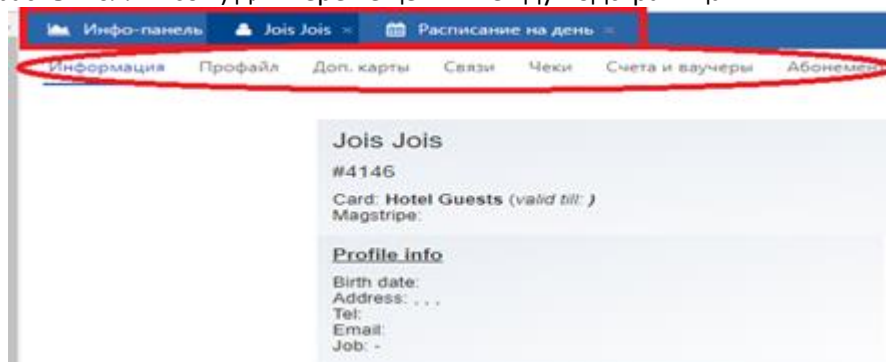 Инфо-панель Jois Jois × Расписание на день ×
Информация Профайл Доп. карты Связи Чеки Счета и ваучеры
Jois Jois
#4146
Card: Hotel Guests (valid till: )
Magstripe:
Profile info
Birth date:
Address: , , ,
Tel:
Email:
Job: -